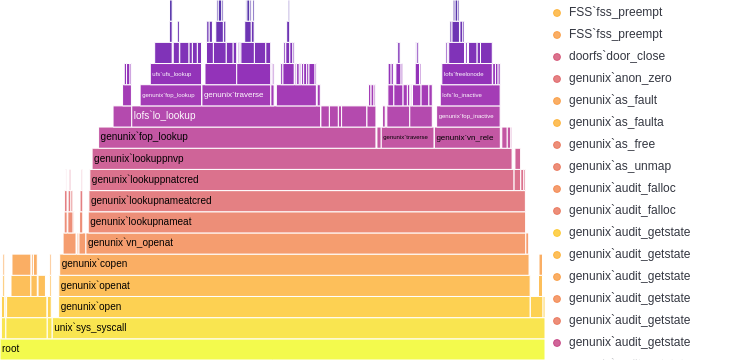 ufs`ufs_lookup
lofs`freelonode
genunix`fop_lookup
genunix`traverse
lofs`lo_inactive
lofs`lo_lookup
genunix`fop_inactive
genunix`fop_lookup
genunix`traverse
genunix`vn_rele
genunix`lookuppnvp
genunix`lookuppnatcred
genunix`lookupnameatcred
genunix`lookupnameat
genunix`vn_openat
genunix`copen
genunix`openat
genunix`open
unix`sys_syscall
root
FSS`fss_preempt
FSS`fss_preempt
doorfs`door_close
genunix`anon_zero
genunix`as_fault
genunix`as_faulta
genunix`as_free
genunix`as_unmap
genunix`audit_falloc
genunix`audit_falloc
genunix`audit_getstate
genunix`audit_getstate
genunix`audit_getstate
genunix`audit_getstate
genunix`audit_getstate
genunix`audit_getstate